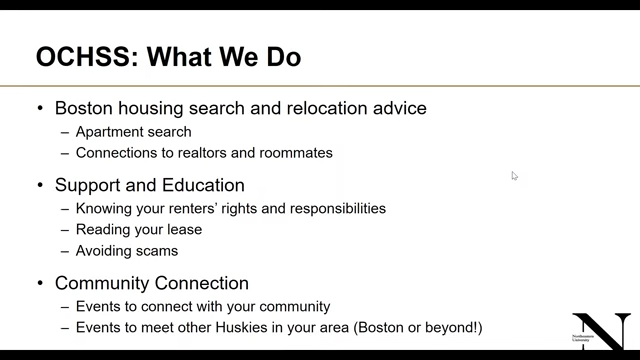 OCHSS: What We Do
• Boston housing search and relocation advice
– Apartment search
– Connections to realtors and roommates
• Support and Education
– Knowing your renters' rights and responsibilities
– Reading your lease
– Avoiding scams
• Community Connection
– Events to connect with your community
– Events to meet other Huskies in your area (Boston or beyond!)
N
Northeastern
University